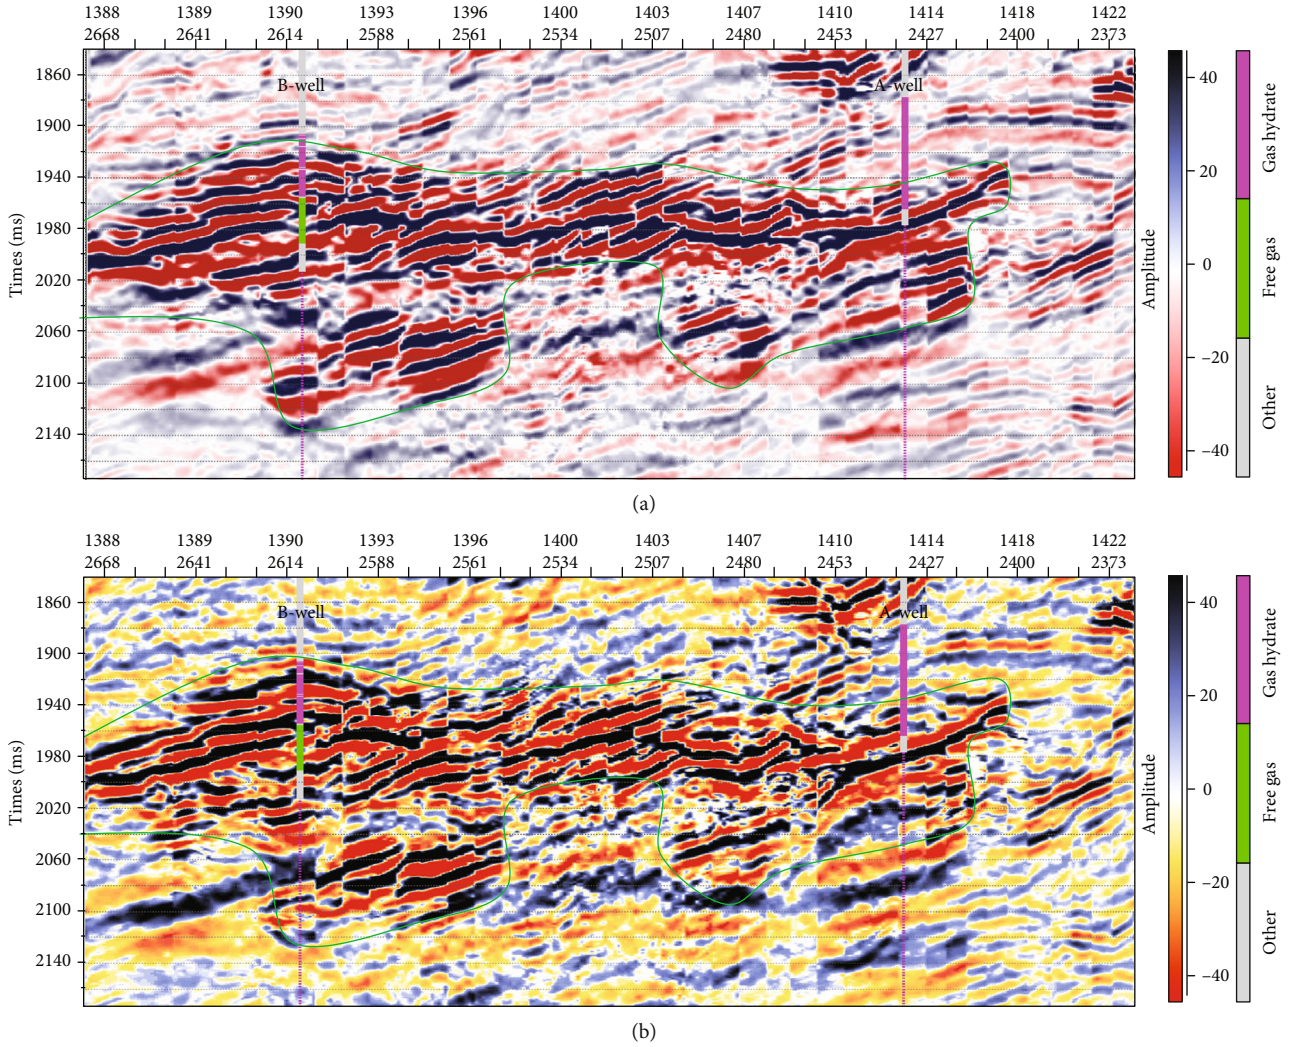 1388 1389 1390 1393 1396 1400 1403 1407 1410 1414 1418 1422
2668 2641 2614 2588 2561 2534 2507 2480 2453 2427 2400 2373
B-well
A-well
1860
1900
1940
1980
2020
2060
2100
2140
Times (ms)
Amplitude
40
20
0
−20
−40
Gas hydrate
Free gas
Other
(a)
1388 1389 1390 1393 1396 1400 1403 1407 1410 1414 1418 1422
2668 2641 2614 2588 2561 2534 2507 2480 2453 2427 2400 2373
B-well
A-well
1860
1900
1940
1980
2020
2060
2100
2140
Times (ms)
Amplitude
40
20
0
−20
−40
Gas hydrate
Free gas
Other
(b)